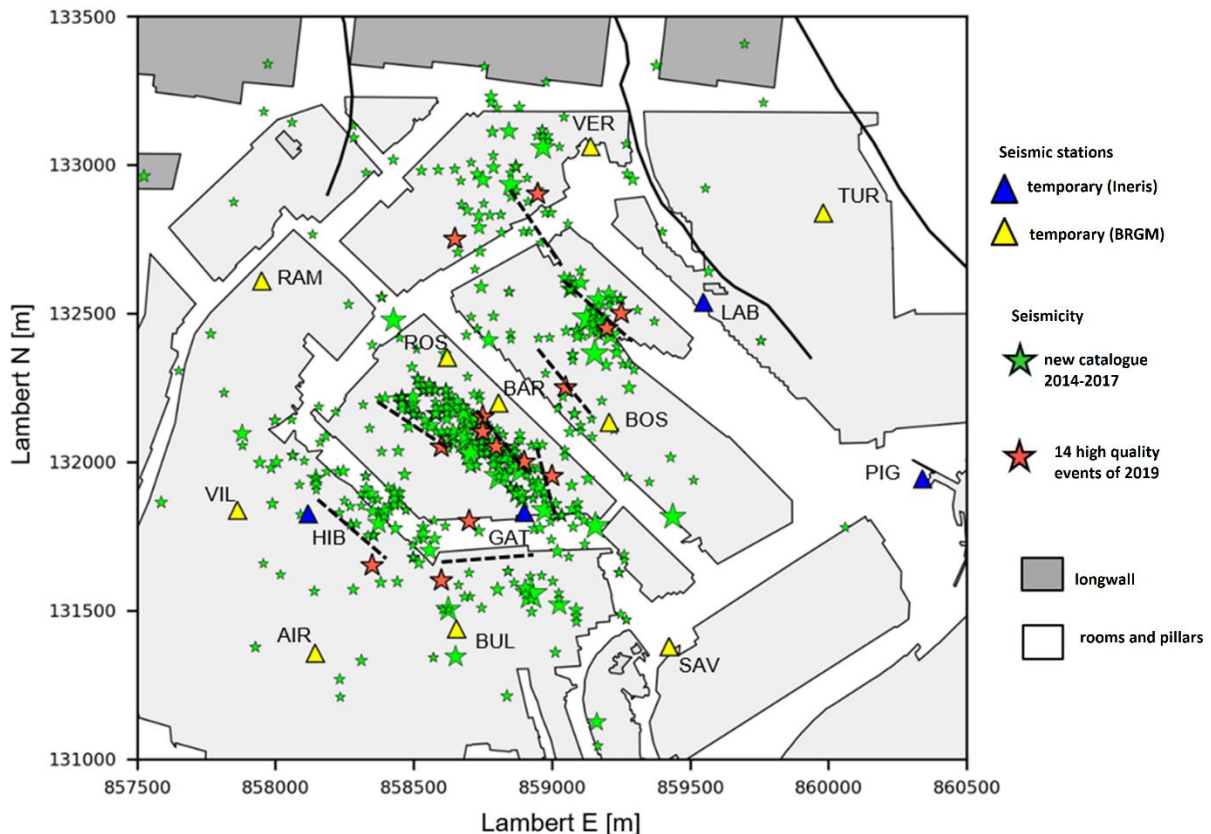 133500
133000
132500
132000
131500
131000
Lambert N [m]
857500 858000 858500 859000 859500 860000 860500
Lambert E [m]
VER
TUR
RAM
LAB
ROS
BAR
BOS
PIG
VIL
HIB
GAT
AIR
BUL
SAV
Seismic stations
temporary (Ineris)
temporary (BRGM)
Seismicity
new catalogue
2014-2017
14 high quality
events of 2019
longwall
rooms and pillars